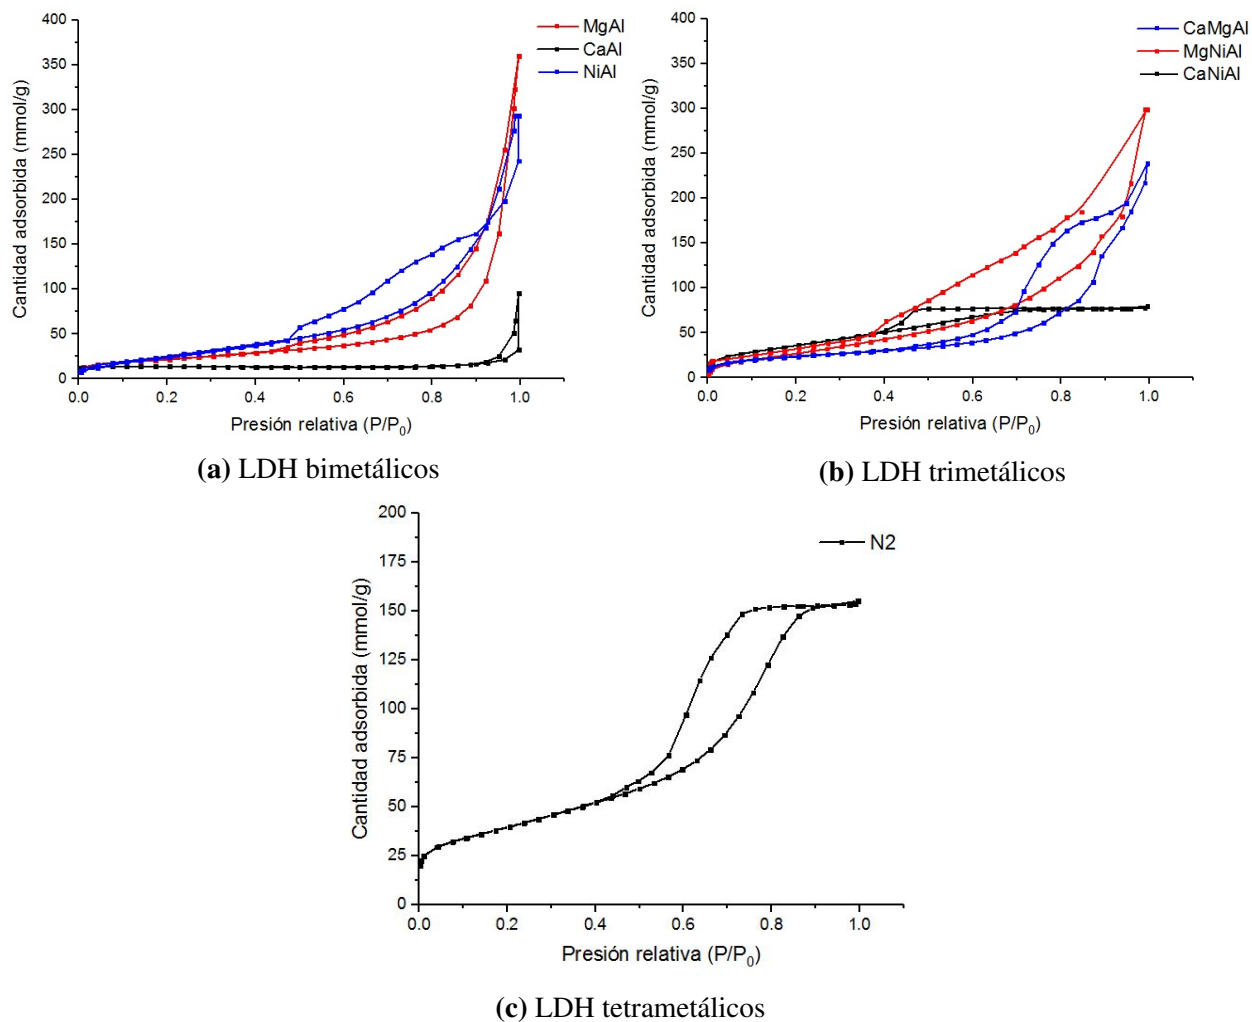 400
350
300
250
200
150
100
50
0
Cantidad adsorbida (mmol/g)
0.0 0.2 0.4 0.6 0.8 1.0
Presión relativa (P/P0)
MgAl
CaAl
NiAl
(a) LDH bimetálicos
400
350
300
250
200
150
100
50
0
Cantidad adsorbida (mmol/g)
0.0 0.2 0.4 0.6 0.8 1.0
Presión relativa (P/P0)
CaMgAl
MgNiAl
CaNiAl
(b) LDH trimetálicos
200
175
150
125
100
75
50
25
0
Cantidad adsorbida (mmol/g)
0.0 0.2 0.4 0.6 0.8 1.0
Presión relativa (P/P0)
N2
(c) LDH tetrametálicos